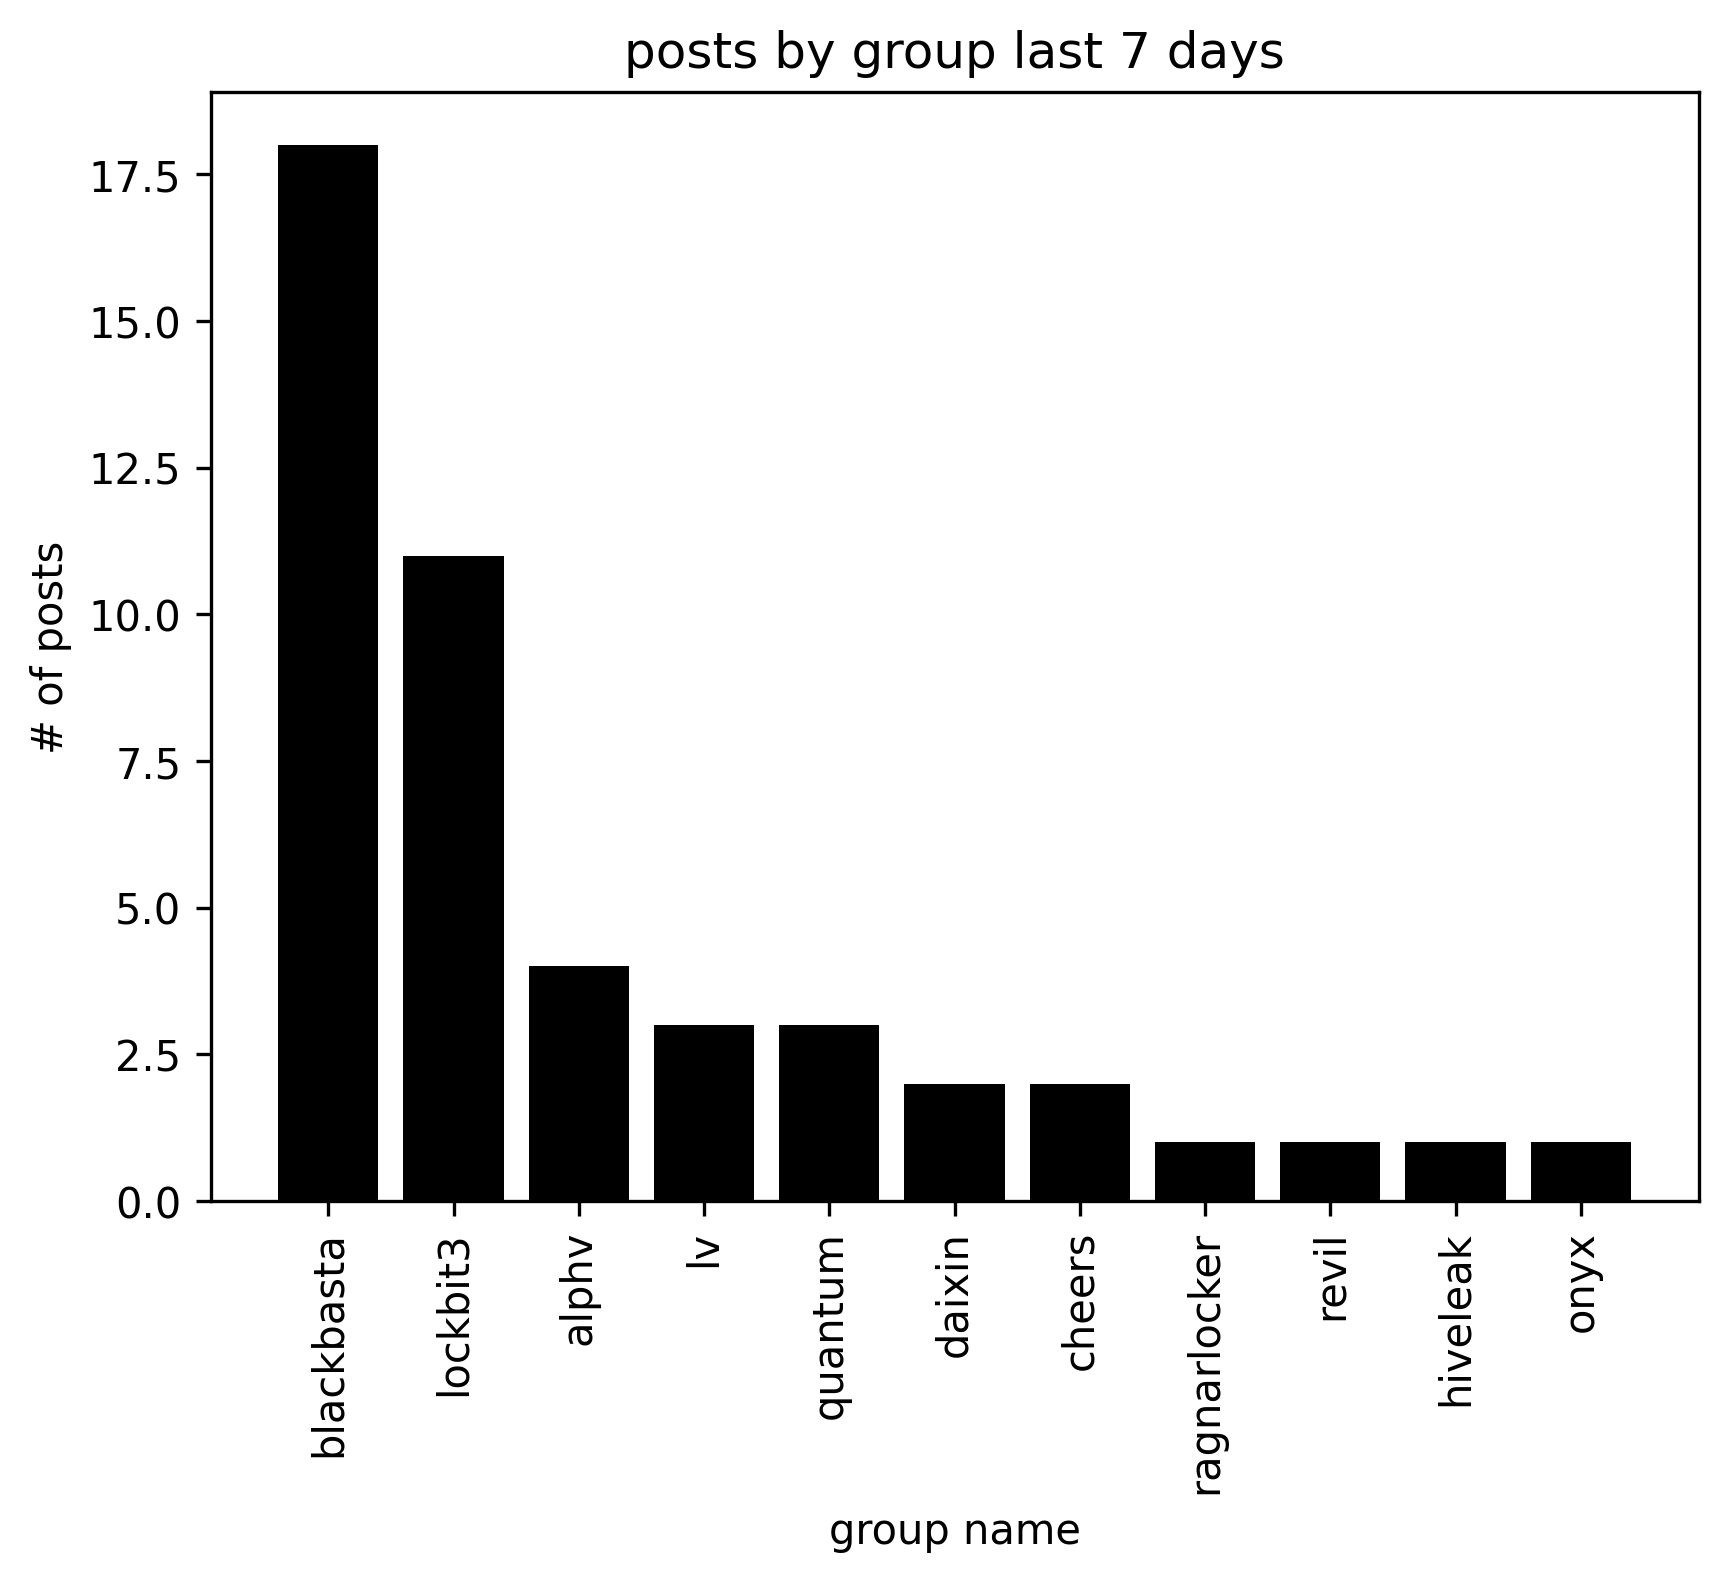 posts by group last 7 days
17.5
15.0
12.5
10.0
7.5
5.0
2.5
0.0
# of posts
blackbasta
lockbit3
alphv
lv
quantum
daixin
cheers
ragnarlocker
revil
hiveleak
onyx
group name